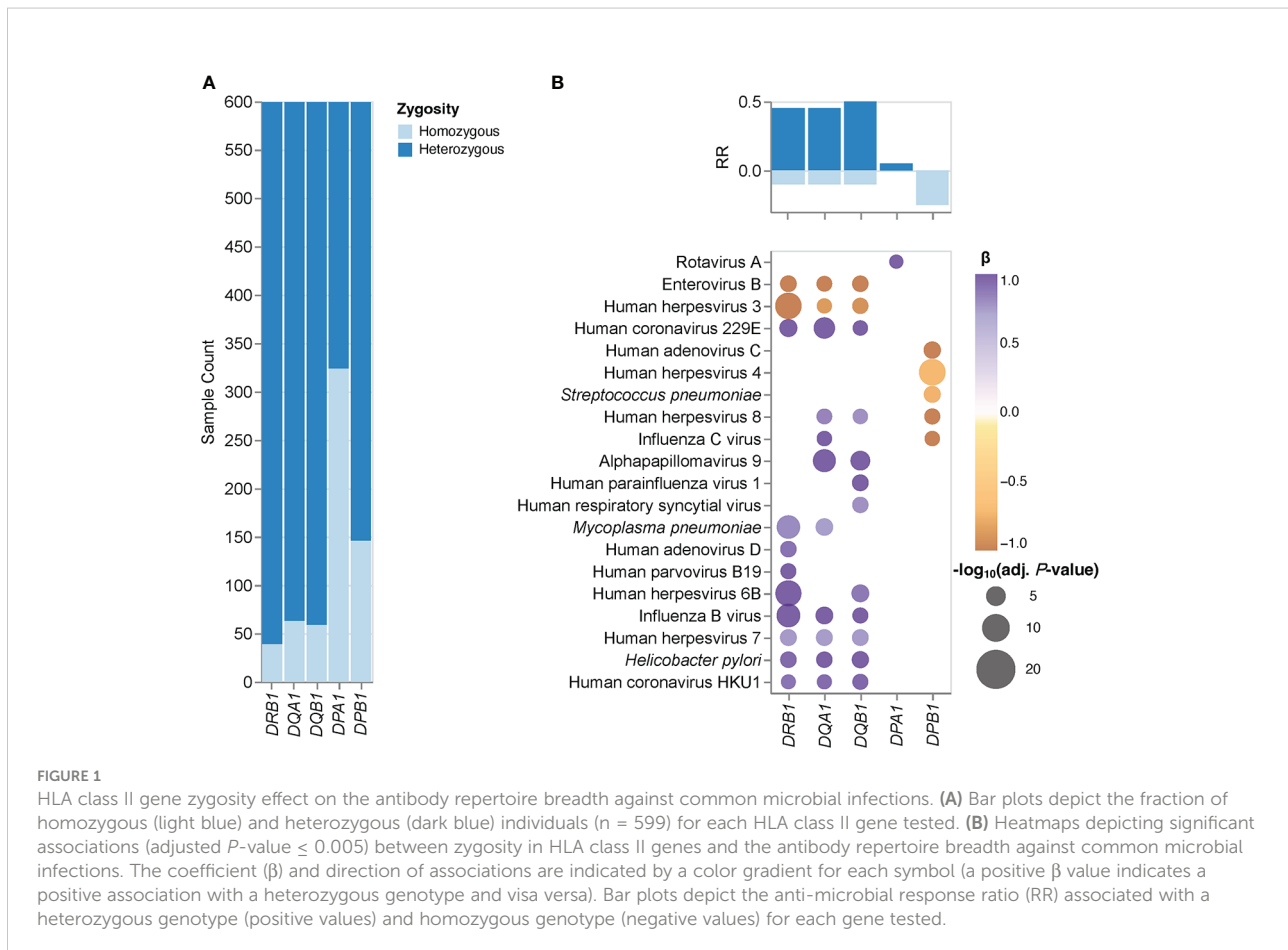 A
600
550
500
450
400
350
300
250
200
150
100
50
0
Sample Count
DRB1
DQA1
DQB1
DPA1
DPB1
Zygosity
Homozygous
Heterozygous
B
0.5
0.0
RR
Rotavirus A
Enterovirus B
Human herpesvirus 3
Human coronavirus 229E
Human adenovirus C
Human herpesvirus 4
Streptococcus pneumoniae
Human herpesvirus 8
Influenza C virus
Alphapapillomavirus 9
Human parainfluenza virus 1
Human respiratory syncytial virus
Mycoplasma pneumoniae
Human adenovirus D
Human parvovirus B19
Human herpesvirus 6B
Influenza B virus
Human herpesvirus 7
Helicobacter pylori
Human coronavirus HKU1
DRB1
DQA1
DQB1
DPA1
DPB1
β
1.0
0.5
0.0
−0.5
−1.0
-log₁₀(adj. P-value)
5
10
20
FIGURE 1
HLA class II gene zygosity effect on the antibody repertoire breadth against common microbial infections. (A) Bar plots depict the fraction of
homozygous (light blue) and heterozygous (dark blue) individuals (n = 599) for each HLA class II gene tested. (B) Heatmaps depicting significant
associations (adjusted P-value ≤ 0.005) between zygosity in HLA class II genes and the antibody repertoire breadth against common microbial
infections. The coefficient (β) and direction of associations are indicated by a color gradient for each symbol (a positive β value indicates a
positive association with a heterozygous genotype and visa versa). Bar plots depict the anti-microbial response ratio (RR) associated with a
heterozygous genotype (positive values) and homozygous genotype (negative values) for each gene tested.